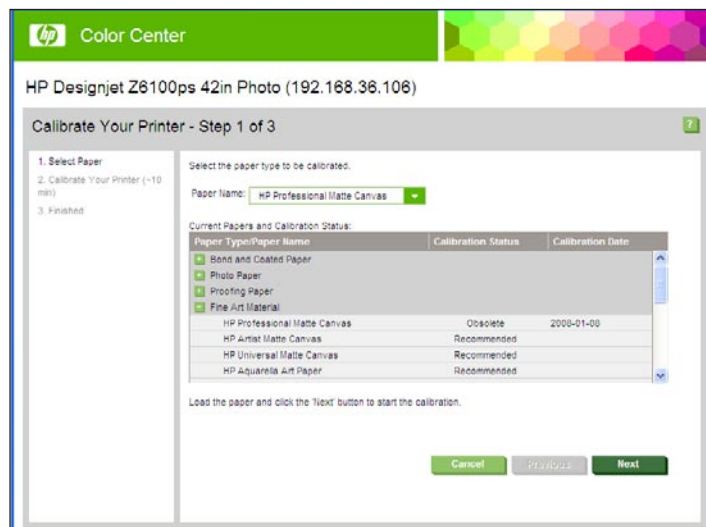 hp Color Center
HP Designjet Z6100ps 42in Photo (192.168.36.106)
Calibrate Your Printer - Step 1 of 3
?
1. Select Paper
2. Calibrate Your Printer (~10
min)
3. Finished
Select the paper type to be calibrated.
Paper Name: HP Professional Matte Canvas
Current Papers and Calibration Status:
Paper Type/Paper Name Calibration Status Calibration Date
Bond and Coated Paper
Photo Paper
Proofing Paper
Fine Art Material
HP Professional Matte Canvas Obsolete 2008-01-08
HP Artist Matte Canvas Recommended
HP Universal Matte Canvas Recommended
HP Aquarella Art Paper Recommended
Load the paper and click the 'Next' button to start the calibration.
Cancel Previous Next